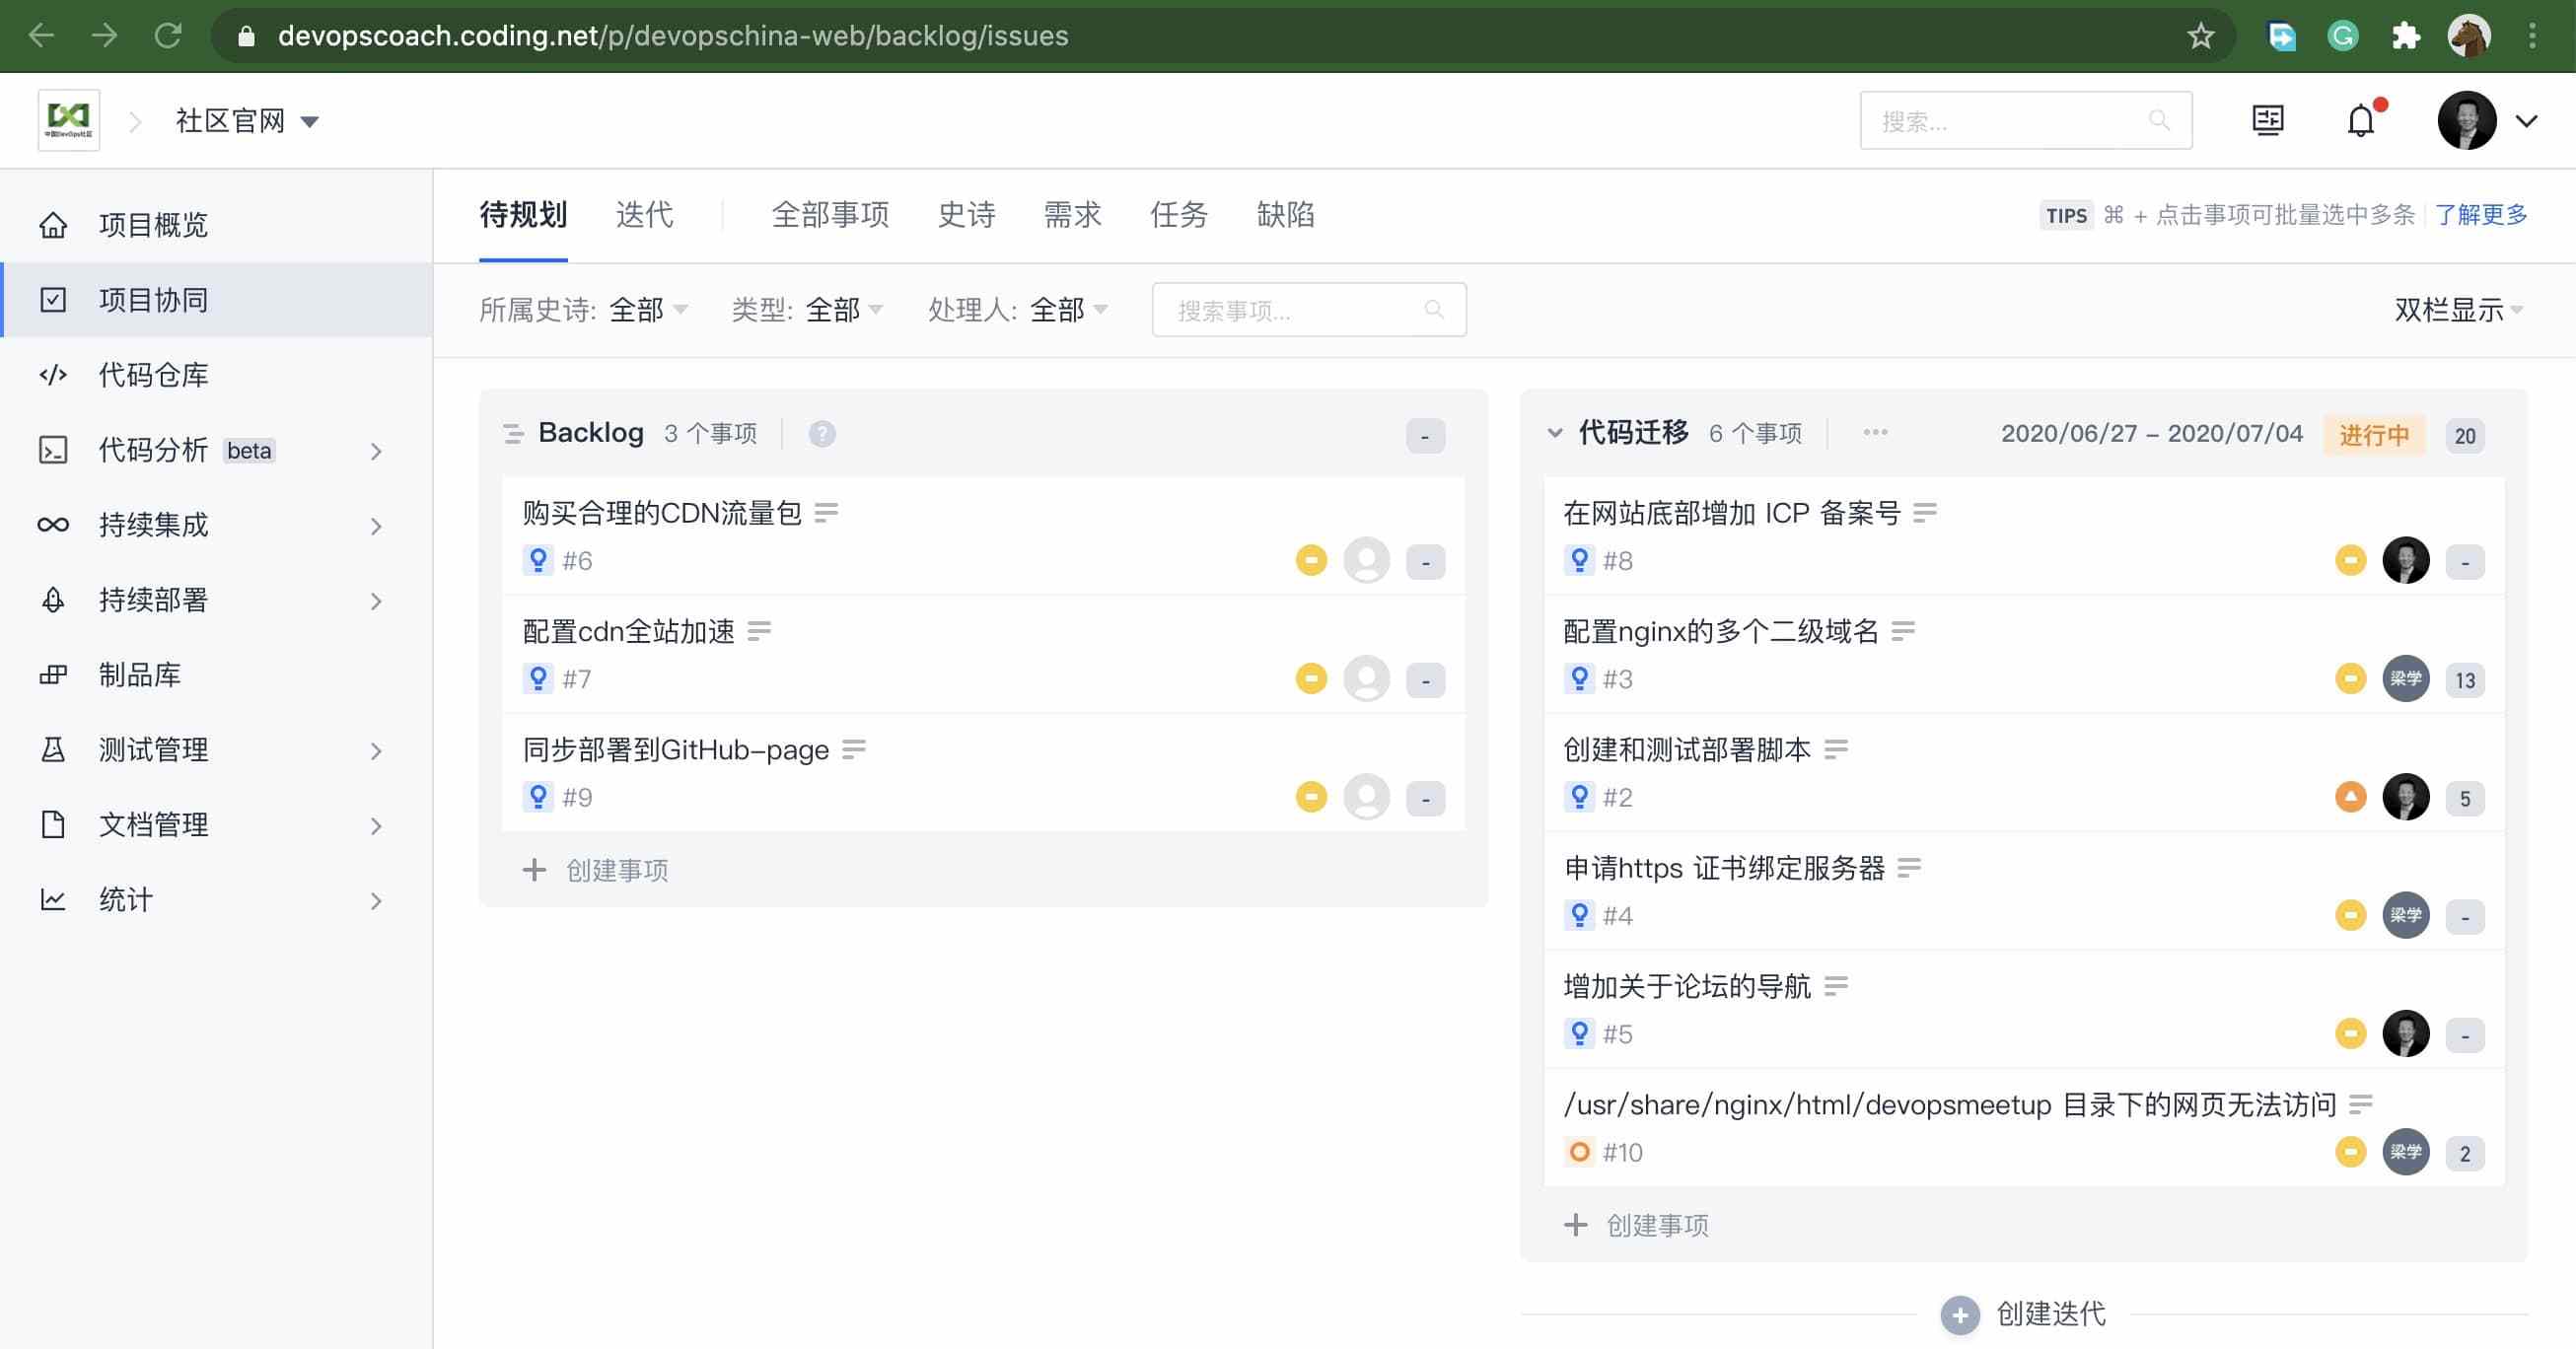 devopscoach.coding.net/p/devopschina-web/backlog/issues
中国DevOps社区
社区官网
搜索...
项目概览
项目协同
代码仓库
代码分析 beta
持续集成
持续部署
制品库
测试管理
文档管理
统计
待规划 迭代 全部事项 史诗 需求 任务 缺陷
TIPS ⌘ + 点击事项可批量选中多条 了解更多
所属史诗: 全部 类型: 全部 处理人: 全部 搜索事项... 双栏显示
Backlog 3 个事项 ? -
购买合理的CDN流量包
#6 -
配置cdn全站加速
#7 -
同步部署到GitHub-page
#9 -
+ 创建事项
代码迁移 6 个事项 ... 2020/06/27 - 2020/07/04 进行中 20
在网站底部增加 ICP 备案号
#8 -
配置nginx的多个二级域名
#3 梁学 13
创建和测试部署脚本
#2 5
申请https 证书绑定服务器
#4 梁学 -
增加关于论坛的导航
#5 -
/usr/share/nginx/html/devopsmeetup 目录下的网页无法访问
#10 梁学 2
+ 创建事项
+ 创建迭代